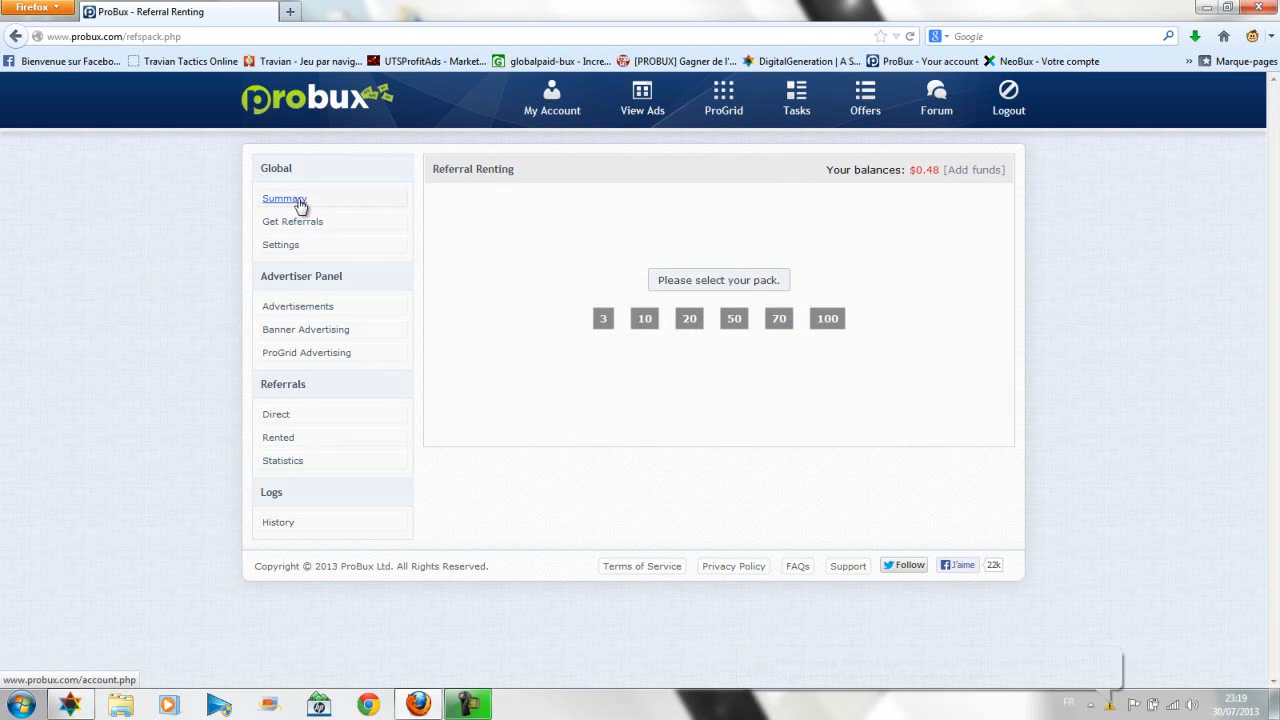 Firefox
ProBux - Referral Renting
www.probux.com/refspack.php
Google
Bienvenue sur Facebo...
Travian Tactics Online
Travian - Jeu par navig...
UTSProfitAds - Market...
globalpaid-bux - Incre...
[PROBUX] Gagner de l'...
DigitalGeneration | A S...
ProBux - Your account
NeoBux - Votre compte
Marque-pages
probux
My Account
View Ads
ProGrid
Tasks
Offers
Forum
Logout
Global
Summary
Get Referrals
Settings
Advertiser Panel
Advertisements
Banner Advertising
ProGrid Advertising
Referrals
Direct
Rented
Statistics
Logs
History
Referral Renting
Your balances: $0.48 [Add funds]
Please select your pack.
3 10 20 50 70 100
Copyright © 2013 ProBux Ltd. All Rights Reserved.
Terms of Service
Privacy Policy
FAQs
Support
Follow
J'aime
22k
www.probux.com/account.php
FR
23:19
30/07/2013